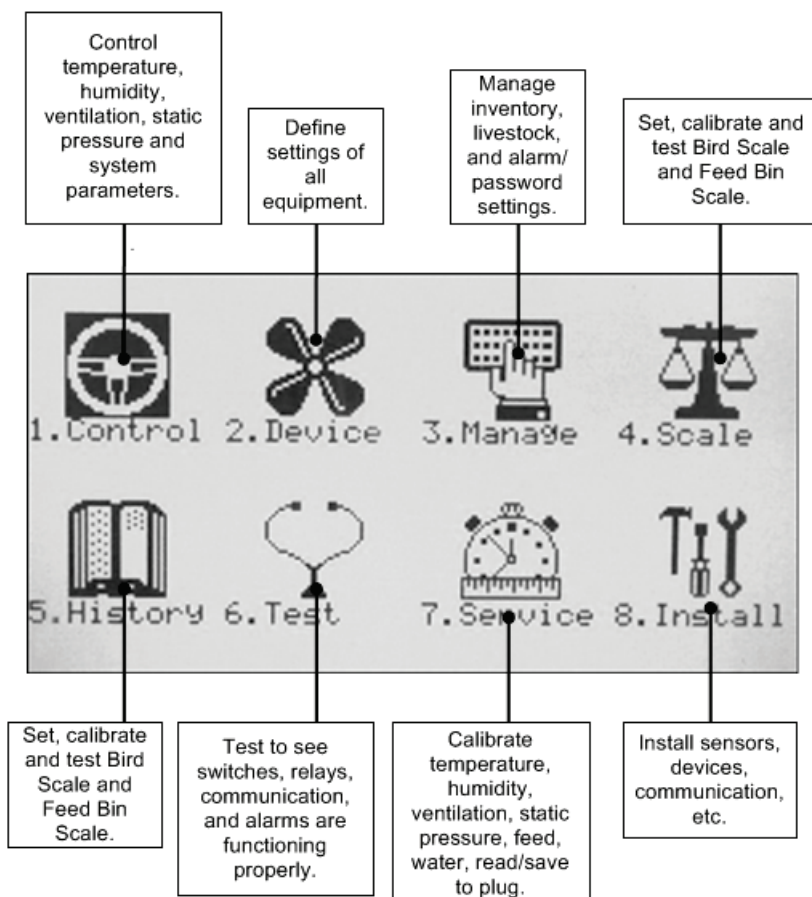 Control
temperature,
humidity,
ventilation, static
pressure and
system
parameters.
Define
settings of
all
equipment.
Manage
inventory,
livestock,
and alarm/
password
settings.
Set, calibrate and
test Bird Scale
and Feed Bin
Scale.
1.Control 2.Device 3.Manage 4.Scale
5.History 6.Test 7.Service 8.Install
Set, calibrate
and test Bird
Scale and
Feed Bin
Scale.
Test to see
switches, relays,
communication,
and alarms are
functioning
properly.
Calibrate
temperature,
humidity,
ventilation, static
pressure, feed,
water, read/save
to plug.
Install sensors,
devices,
communication,
etc.